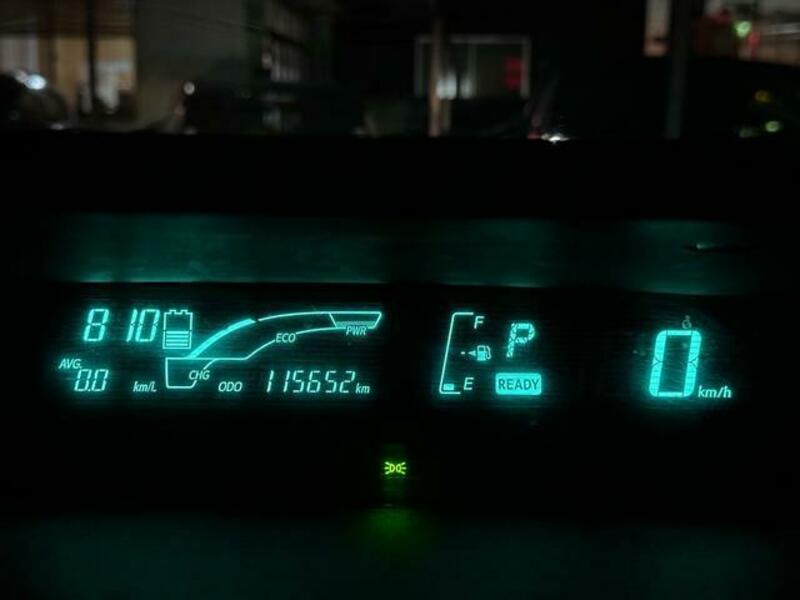 8 10
PWR
ECO
AVG.
0.0 km/L
CHG
ODO 115652 km
F
P
E
READY
0 km/h